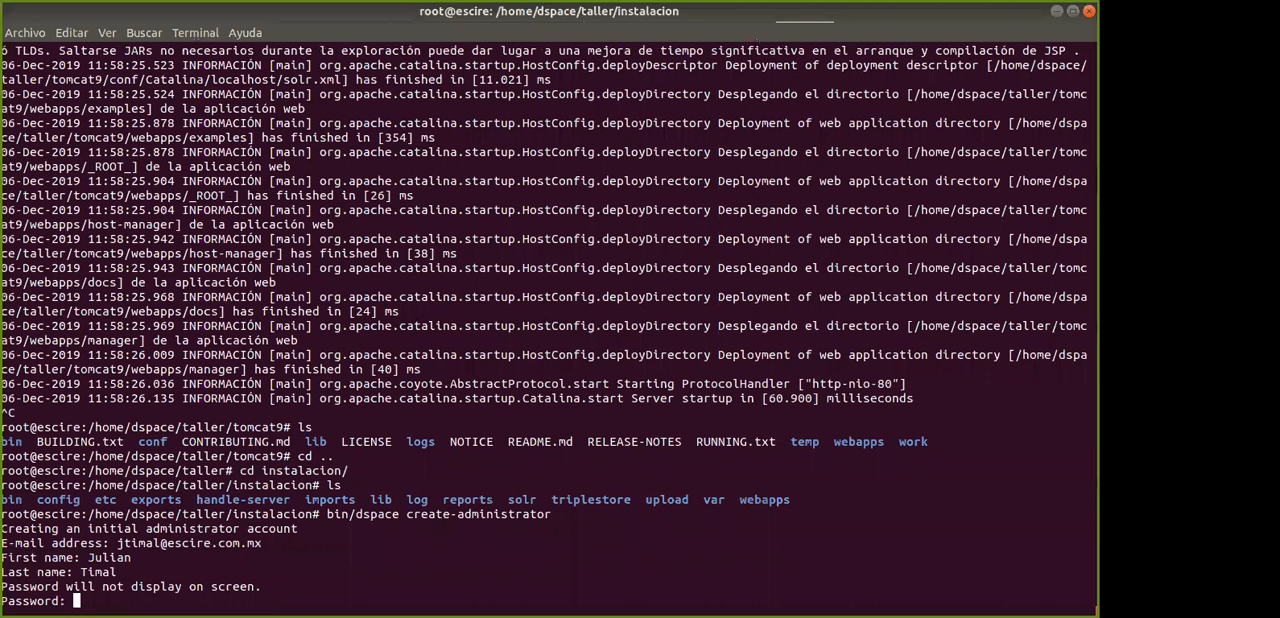 root@escire: /home/dspace/taller/instalacion
Archivo Editar Ver Buscar Terminal Ayuda
ó TLDs. Saltarse JARs no necesarios durante la exploración puede dar lugar a una mejora de tiempo significativa en el arranque y compilación de JSP .
06-Dec-2019 11:58:25.523 INFORMACIÓN [main] org.apache.catalina.startup.HostConfig.deployDescriptor Deployment of deployment descriptor [/home/dspace/
taller/tomcat9/conf/Catalina/localhost/solr.xml] has finished in [11.021] ms
06-Dec-2019 11:58:25.524 INFORMACIÓN [main] org.apache.catalina.startup.HostConfig.deployDirectory Desplegando el directorio [/home/dspace/taller/tomc
at9/webapps/examples] de la aplicación web
06-Dec-2019 11:58:25.878 INFORMACIÓN [main] org.apache.catalina.startup.HostConfig.deployDirectory Deployment of web application directory [/home/dspa
ce/taller/tomcat9/webapps/examples] has finished in [354] ms
06-Dec-2019 11:58:25.878 INFORMACIÓN [main] org.apache.catalina.startup.HostConfig.deployDirectory Desplegando el directorio [/home/dspace/taller/tomc
at9/webapps/_ROOT_] de la aplicación web
06-Dec-2019 11:58:25.904 INFORMACIÓN [main] org.apache.catalina.startup.HostConfig.deployDirectory Deployment of web application directory [/home/dspa
ce/taller/tomcat9/webapps/_ROOT_] has finished in [26] ms
06-Dec-2019 11:58:25.904 INFORMACIÓN [main] org.apache.catalina.startup.HostConfig.deployDirectory Desplegando el directorio [/home/dspace/taller/tomc
at9/webapps/host-manager] de la aplicación web
06-Dec-2019 11:58:25.942 INFORMACIÓN [main] org.apache.catalina.startup.HostConfig.deployDirectory Deployment of web application directory [/home/dspa
ce/taller/tomcat9/webapps/host-manager] has finished in [38] ms
06-Dec-2019 11:58:25.943 INFORMACIÓN [main] org.apache.catalina.startup.HostConfig.deployDirectory Desplegando el directorio [/home/dspace/taller/tomc
at9/webapps/docs] de la aplicación web
06-Dec-2019 11:58:25.968 INFORMACIÓN [main] org.apache.catalina.startup.HostConfig.deployDirectory Deployment of web application directory [/home/dspa
ce/taller/tomcat9/webapps/docs] has finished in [24] ms
06-Dec-2019 11:58:25.969 INFORMACIÓN [main] org.apache.catalina.startup.HostConfig.deployDirectory Desplegando el directorio [/home/dspace/taller/tomc
at9/webapps/manager] de la aplicación web
06-Dec-2019 11:58:26.009 INFORMACIÓN [main] org.apache.catalina.startup.HostConfig.deployDirectory Deployment of web application directory [/home/dspa
ce/taller/tomcat9/webapps/manager] has finished in [40] ms
06-Dec-2019 11:58:26.036 INFORMACIÓN [main] org.apache.coyote.AbstractProtocol.start Starting ProtocolHandler ["http-nio-80"]
06-Dec-2019 11:58:26.135 INFORMACIÓN [main] org.apache.catalina.startup.Catalina.start Server startup in [60.900] milliseconds
^C
root@escire:/home/dspace/taller/tomcat9# ls
bin BUILDING.txt conf CONTRIBUTING.md lib LICENSE logs NOTICE README.md RELEASE-NOTES RUNNING.txt temp webapps work
root@escire:/home/dspace/taller/tomcat9# cd ..
root@escire:/home/dspace/taller# cd instalacion/
root@escire:/home/dspace/taller/instalacion# ls
bin config etc exports handle-server imports lib log reports solr triplestore upload var webapps
root@escire:/home/dspace/taller/instalacion# bin/dspace create-administrator
Creating an initial administrator account
E-mail address: jtimal@escire.com.mx
First name: Julian
Last name: Timal
Password will not display on screen.
Password: